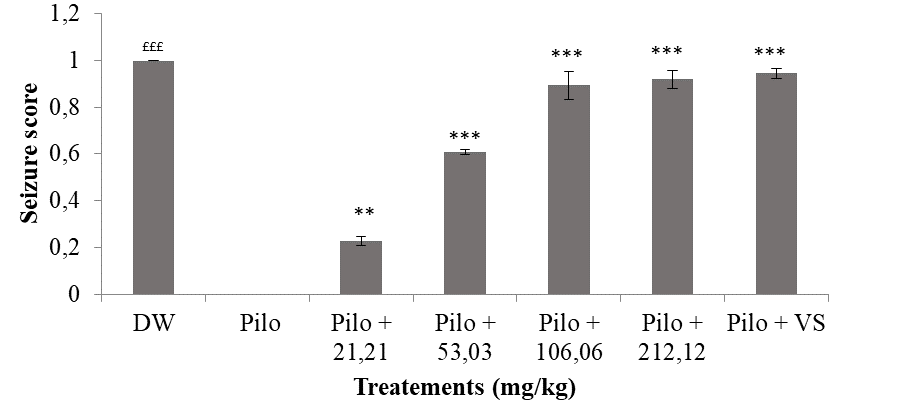 1,2
1
0,8
0,6
0,4
0,2
0
Seizure score
£££
**
***
***
***
***
DW
Pilo
Pilo +
21,21
Pilo +
53,03
Pilo +
106,06
Pilo +
212,12
Pilo + VS
Treatements (mg/kg)